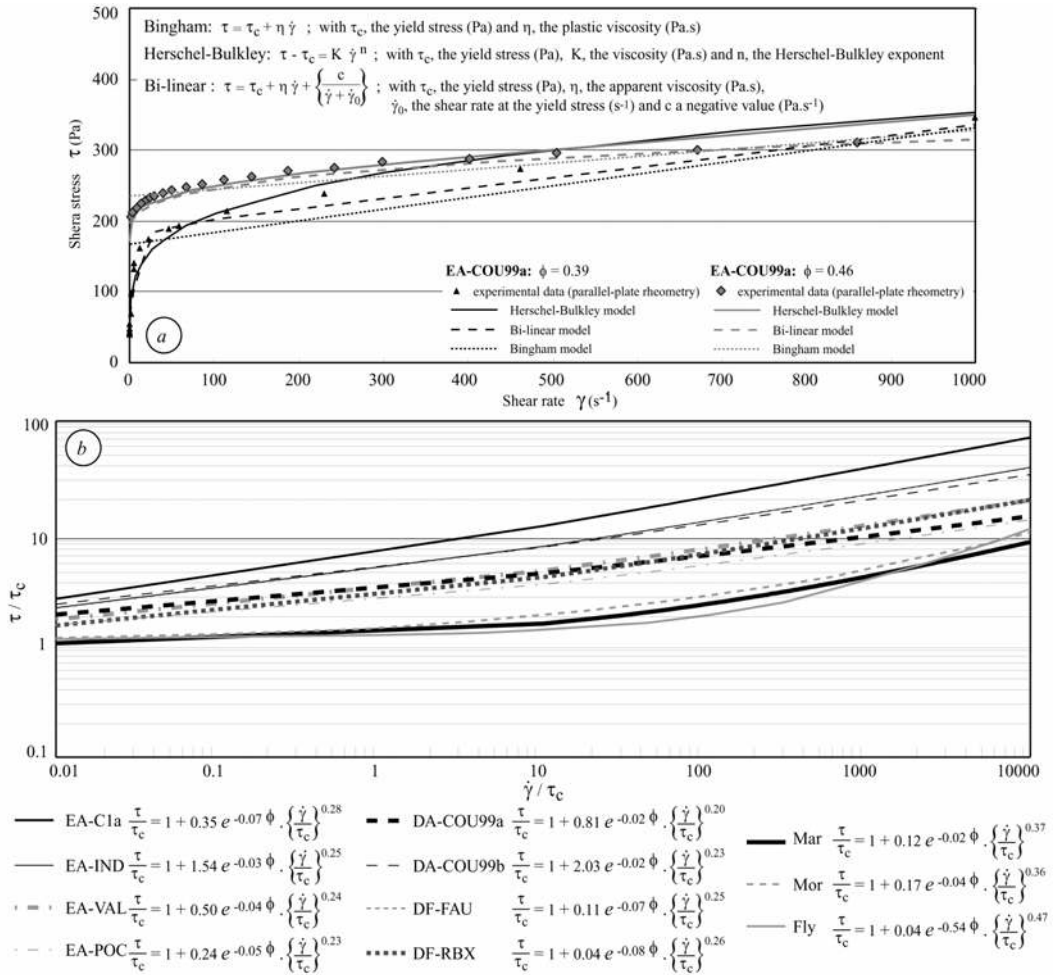 Bingham: τ = τc + η γ̇ ; with τc, the yield stress (Pa) and η, the plastic viscosity (Pa.s)
Herschel-Bulkley: τ - τc = K γ̇ n ; with τc, the yield stress (Pa), K, the viscosity (Pa.s) and n, the Herschel-Bulkley exponent
Bi-linear : τ = τc + η γ̇ + {c / γ̇ + γ̇0} ; with τc, the yield stress (Pa), η, the apparent viscosity (Pa.s),
γ̇0, the shear rate at the yield stress (s-1) and c a negative value (Pa.s-1)
500
400
300
200
100
0
Shera stress τ (Pa)
EA-COU99a: ϕ = 0.39
EA-COU99a: ϕ = 0.46
experimental data (parallel-plate rheometry)
experimental data (parallel-plate rheometry)
Herschel-Bulkley model
Herschel-Bulkley model
Bi-linear model
Bi-linear model
Bingham model
Bingham model
a
0 100 200 300 400 500 600 700 800 900 1000
Shear rate γ (s-1)
b
100
10
1
0.1
τ / τc
0.01 0.1 1 10 100 1000 10000
γ̇ / τc
EA-C1a τ/τc = 1 + 0.35 e -0.07 ϕ . {γ̇/τc} 0.28
EA-IND τ/τc = 1 + 1.54 e -0.03 ϕ . {γ̇/τc} 0.25
EA-VAL τ/τc = 1 + 0.50 e -0.04 ϕ . {γ̇/τc} 0.24
EA-POC τ/τc = 1 + 0.24 e -0.05 ϕ . {γ̇/τc} 0.23
DA-COU99a τ/τc = 1 + 0.81 e -0.02 ϕ . {γ̇/τc} 0.20
DA-COU99b τ/τc = 1 + 2.03 e -0.02 ϕ . {γ̇/τc} 0.23
DF-FAU τ/τc = 1 + 0.11 e -0.07 ϕ . {γ̇/τc} 0.25
DF-RBX τ/τc = 1 + 0.04 e -0.08 ϕ . {γ̇/τc} 0.26
Mar τ/τc = 1 + 0.12 e -0.02 ϕ . {γ̇/τc} 0.37
Mor τ/τc = 1 + 0.17 e -0.04 ϕ . {γ̇/τc} 0.36
Fly τ/τc = 1 + 0.04 e -0.54 ϕ . {γ̇/τc} 0.47